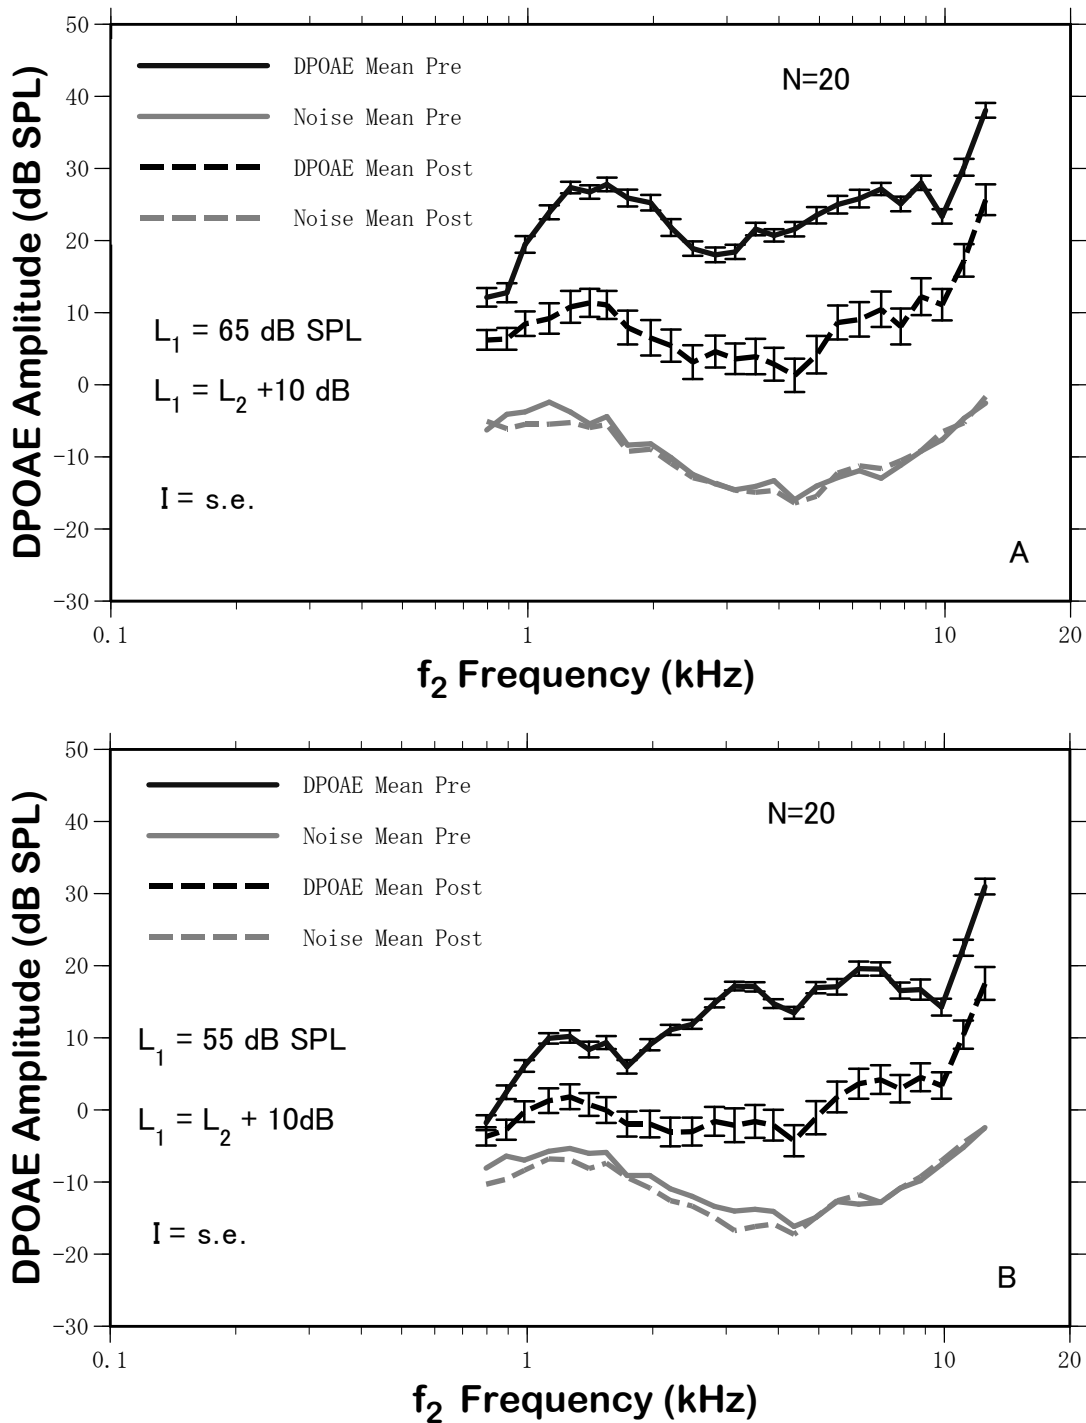 50
40
30
20
10
0
−10
−20
−30
DPOAE Amplitude (dB SPL)
DPOAE Mean Pre
Noise Mean Pre
DPOAE Mean Post
Noise Mean Post
N=20
L1 = 65 dB SPL
L1 = L2 +10 dB
I = s.e.
A
0.1 1 10 20
f2 Frequency (kHz)
50
40
30
20
10
0
−10
−20
−30
DPOAE Amplitude (dB SPL)
DPOAE Mean Pre
Noise Mean Pre
DPOAE Mean Post
Noise Mean Post
N=20
L1 = 55 dB SPL
L1 = L2 + 10dB
I = s.e.
B
0.1 1 10 20
f2 Frequency (kHz)